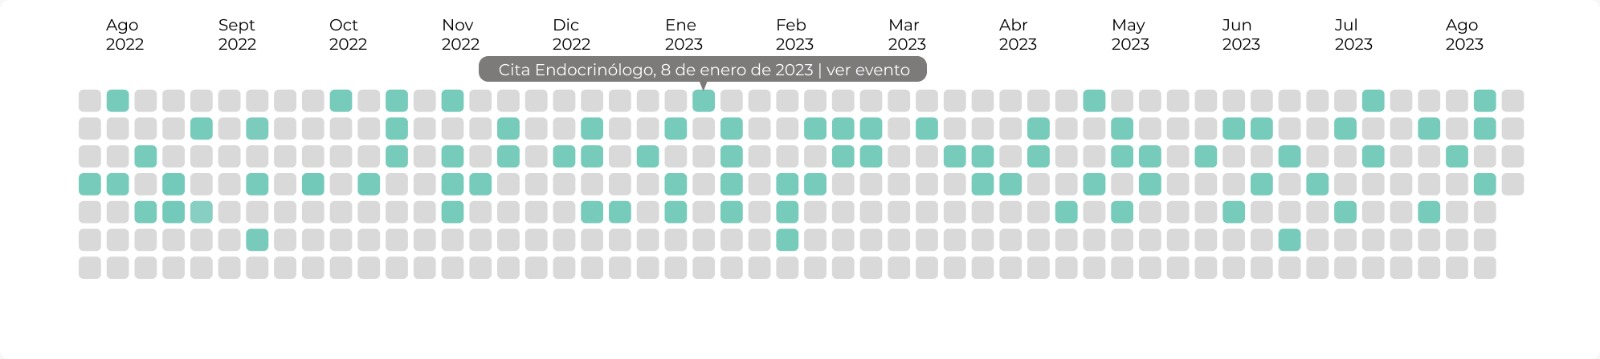 Ago Sept Oct Nov Dic Ene Feb Mar Abr May Jun Jul Ago
2022 2022 2022 2022 2022 2023 2023 2023 2023 2023 2023 2023 2023
Cita Endocrinólogo, 8 de enero de 2023 | ver evento